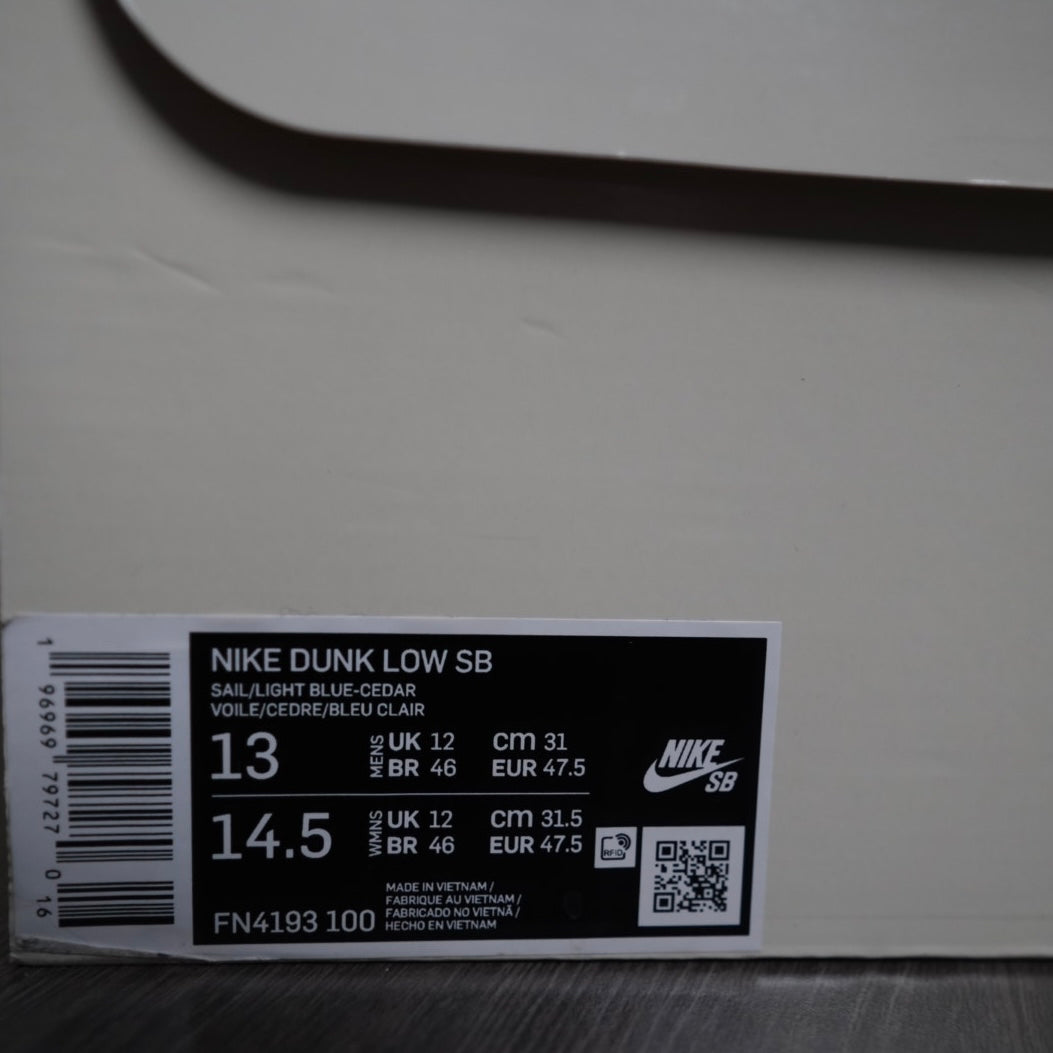 1
96969 79727
0
16
NIKE DUNK LOW SB
SAIL/LIGHT BLUE-CEDAR
VOILE/CEDRE/BLEU CLAIR
13
MENS
UK 12 cm 31
BR 46 EUR 47.5
14.5
WMNS
UK 12 cm 31.5
BR 46 EUR 47.5
NIKE
SB
RFID
FN4193 100
MADE IN VIETNAM /
FABRIQUE AU VIETNAM /
FABRICADO NO VIETNÃ /
HECHO EN VIETNAM